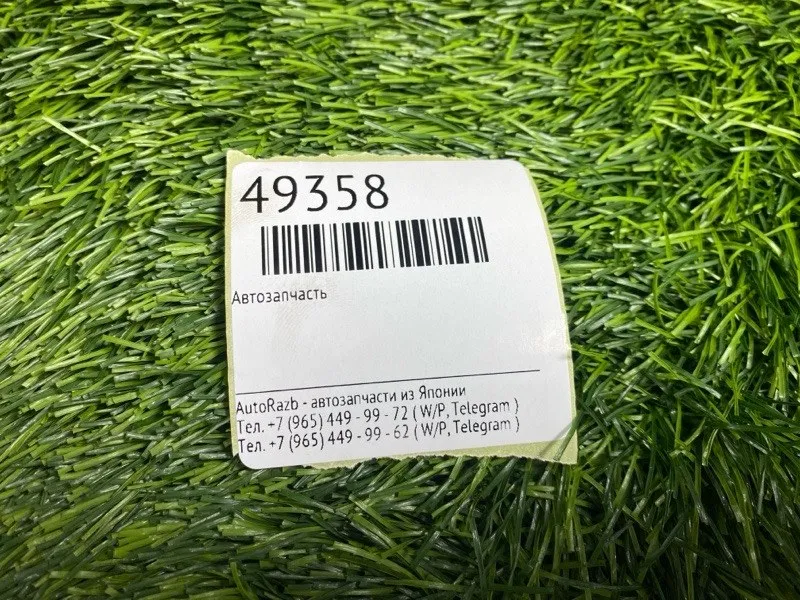 49358
Автозапчасть
AutoRazb - автозапчасти из Японии
Тел. +7 (965) 449 - 99 - 72 ( W/P, Telegram )
Тел. +7 (965) 449 - 99 - 62 ( W/P, Telegram )